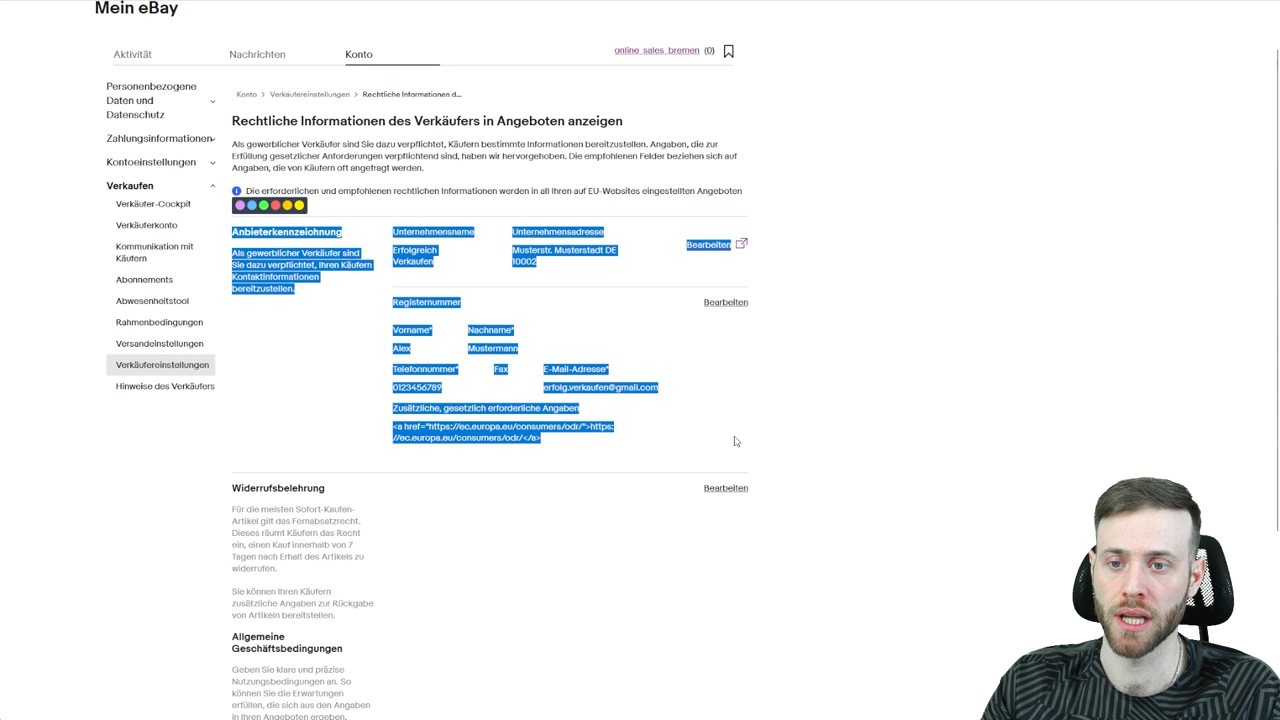 Mein eBay
Aktivität
Nachrichten
Konto
online_sales_bremen (0)
Personenbezogene
Daten und
Datenschutz
Zahlungsinformationen
Kontoeinstellungen
Verkaufen
Verkäufer-Cockpit
Verkäuferkonto
Kommunikation mit
Käufern
Abonnements
Abwesenheitstool
Rahmenbedingungen
Versandeinstellungen
Verkäufereinstellungen
Hinweise des Verkäufers
Konto > Verkäufereinstellungen > Rechtliche Informationen d...
Rechtliche Informationen des Verkäufers in Angeboten anzeigen
Als gewerblicher Verkäufer sind Sie dazu verpflichtet, Käufern bestimmte Informationen bereitzustellen. Angaben, die zur
Erfüllung gesetzlicher Anforderungen verpflichtend sind, haben wir hervorgehoben. Die empfohlenen Felder beziehen sich auf
Angaben, die von Käufern oft angefragt werden.
Die erforderlichen und empfohlenen rechtlichen Informationen werden in all Ihren auf EU-Websites eingestellten Angeboten
Anbieterkennzeichnung
Als gewerblicher Verkäufer sind
Sie dazu verpflichtet, Ihren Käufern
Kontaktinformationen
bereitzustellen.
Unternehmensname
Erfolgreich
Verkaufen
Unternehmensadresse
Musterstr. Musterstadt DE
10002
Bearbeiten
Registernummer
Bearbeiten
Vorname* Nachname*
Alex Mustermann
Telefonnummer* Fax E-Mail-Adresse*
0123456789 erfolg.verkaufen@gmail.com
Zusätzliche, gesetzlich erforderliche Angaben
<a href="https://ec.europa.eu/consumers/odr/">https:
//ec.europa.eu/consumers/odr/</a>
Widerrufsbelehrung
Bearbeiten
Für die meisten Sofort-Kaufen-
Artikel gilt das Fernabsatzrecht.
Dieses räumt Käufern das Recht
ein, einen Kauf innerhalb von 7
Tagen nach Erhalt des Artikels zu
widerrufen.
Sie können Ihren Käufern
zusätzliche Angaben zur Rückgabe
von Artikeln bereitstellen.
Allgemeine
Geschäftsbedingungen
Geben Sie klare und präzise
Nutzungsbedingungen an. So
können Sie die Erwartungen
erfüllen, die sich aus den Angaben
in Ihren Angeboten ergeben.